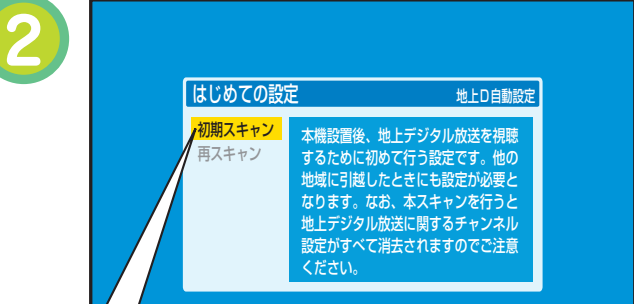 2
はじめての設定 地上D自動設定
初期スキャン
再スキャン
本機設置後、地上デジタル放送を視聴
するために初めて行う設定です。他の
地域に引越したときにも設定が必要と
なります。なお、本スキャンを行うと
地上デジタル放送に関するチャンネル
設定がすべて消去されますのでご注意
ください。